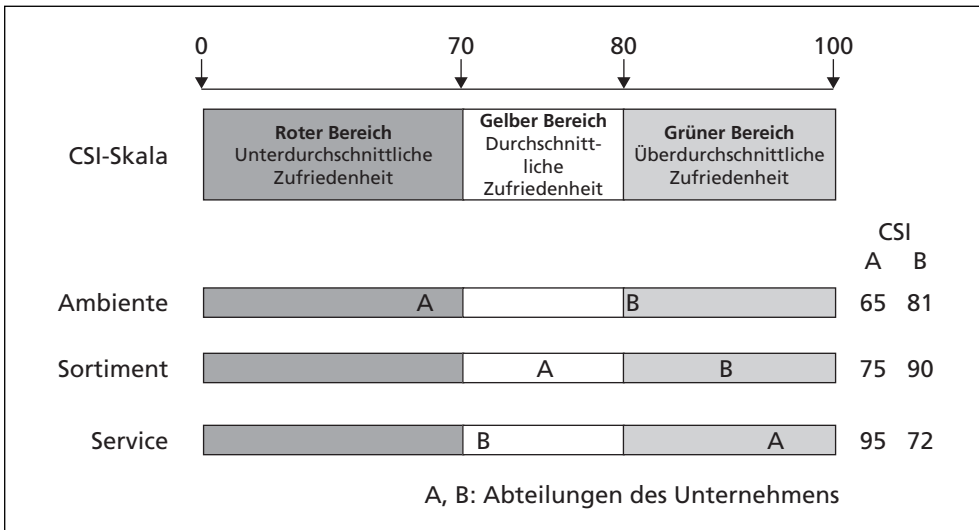 0 70 80 100
CSI-Skala
Roter Bereich
Unterdurchschnittliche
Zufriedenheit
Gelber Bereich
Durchschnitt-
liche
Zufriedenheit
Grüner Bereich
Überdurchschnittliche
Zufriedenheit
CSI
A B
Ambiente A B 65 81
Sortiment A B 75 90
Service B A 95 72
A, B: Abteilungen des Unternehmens